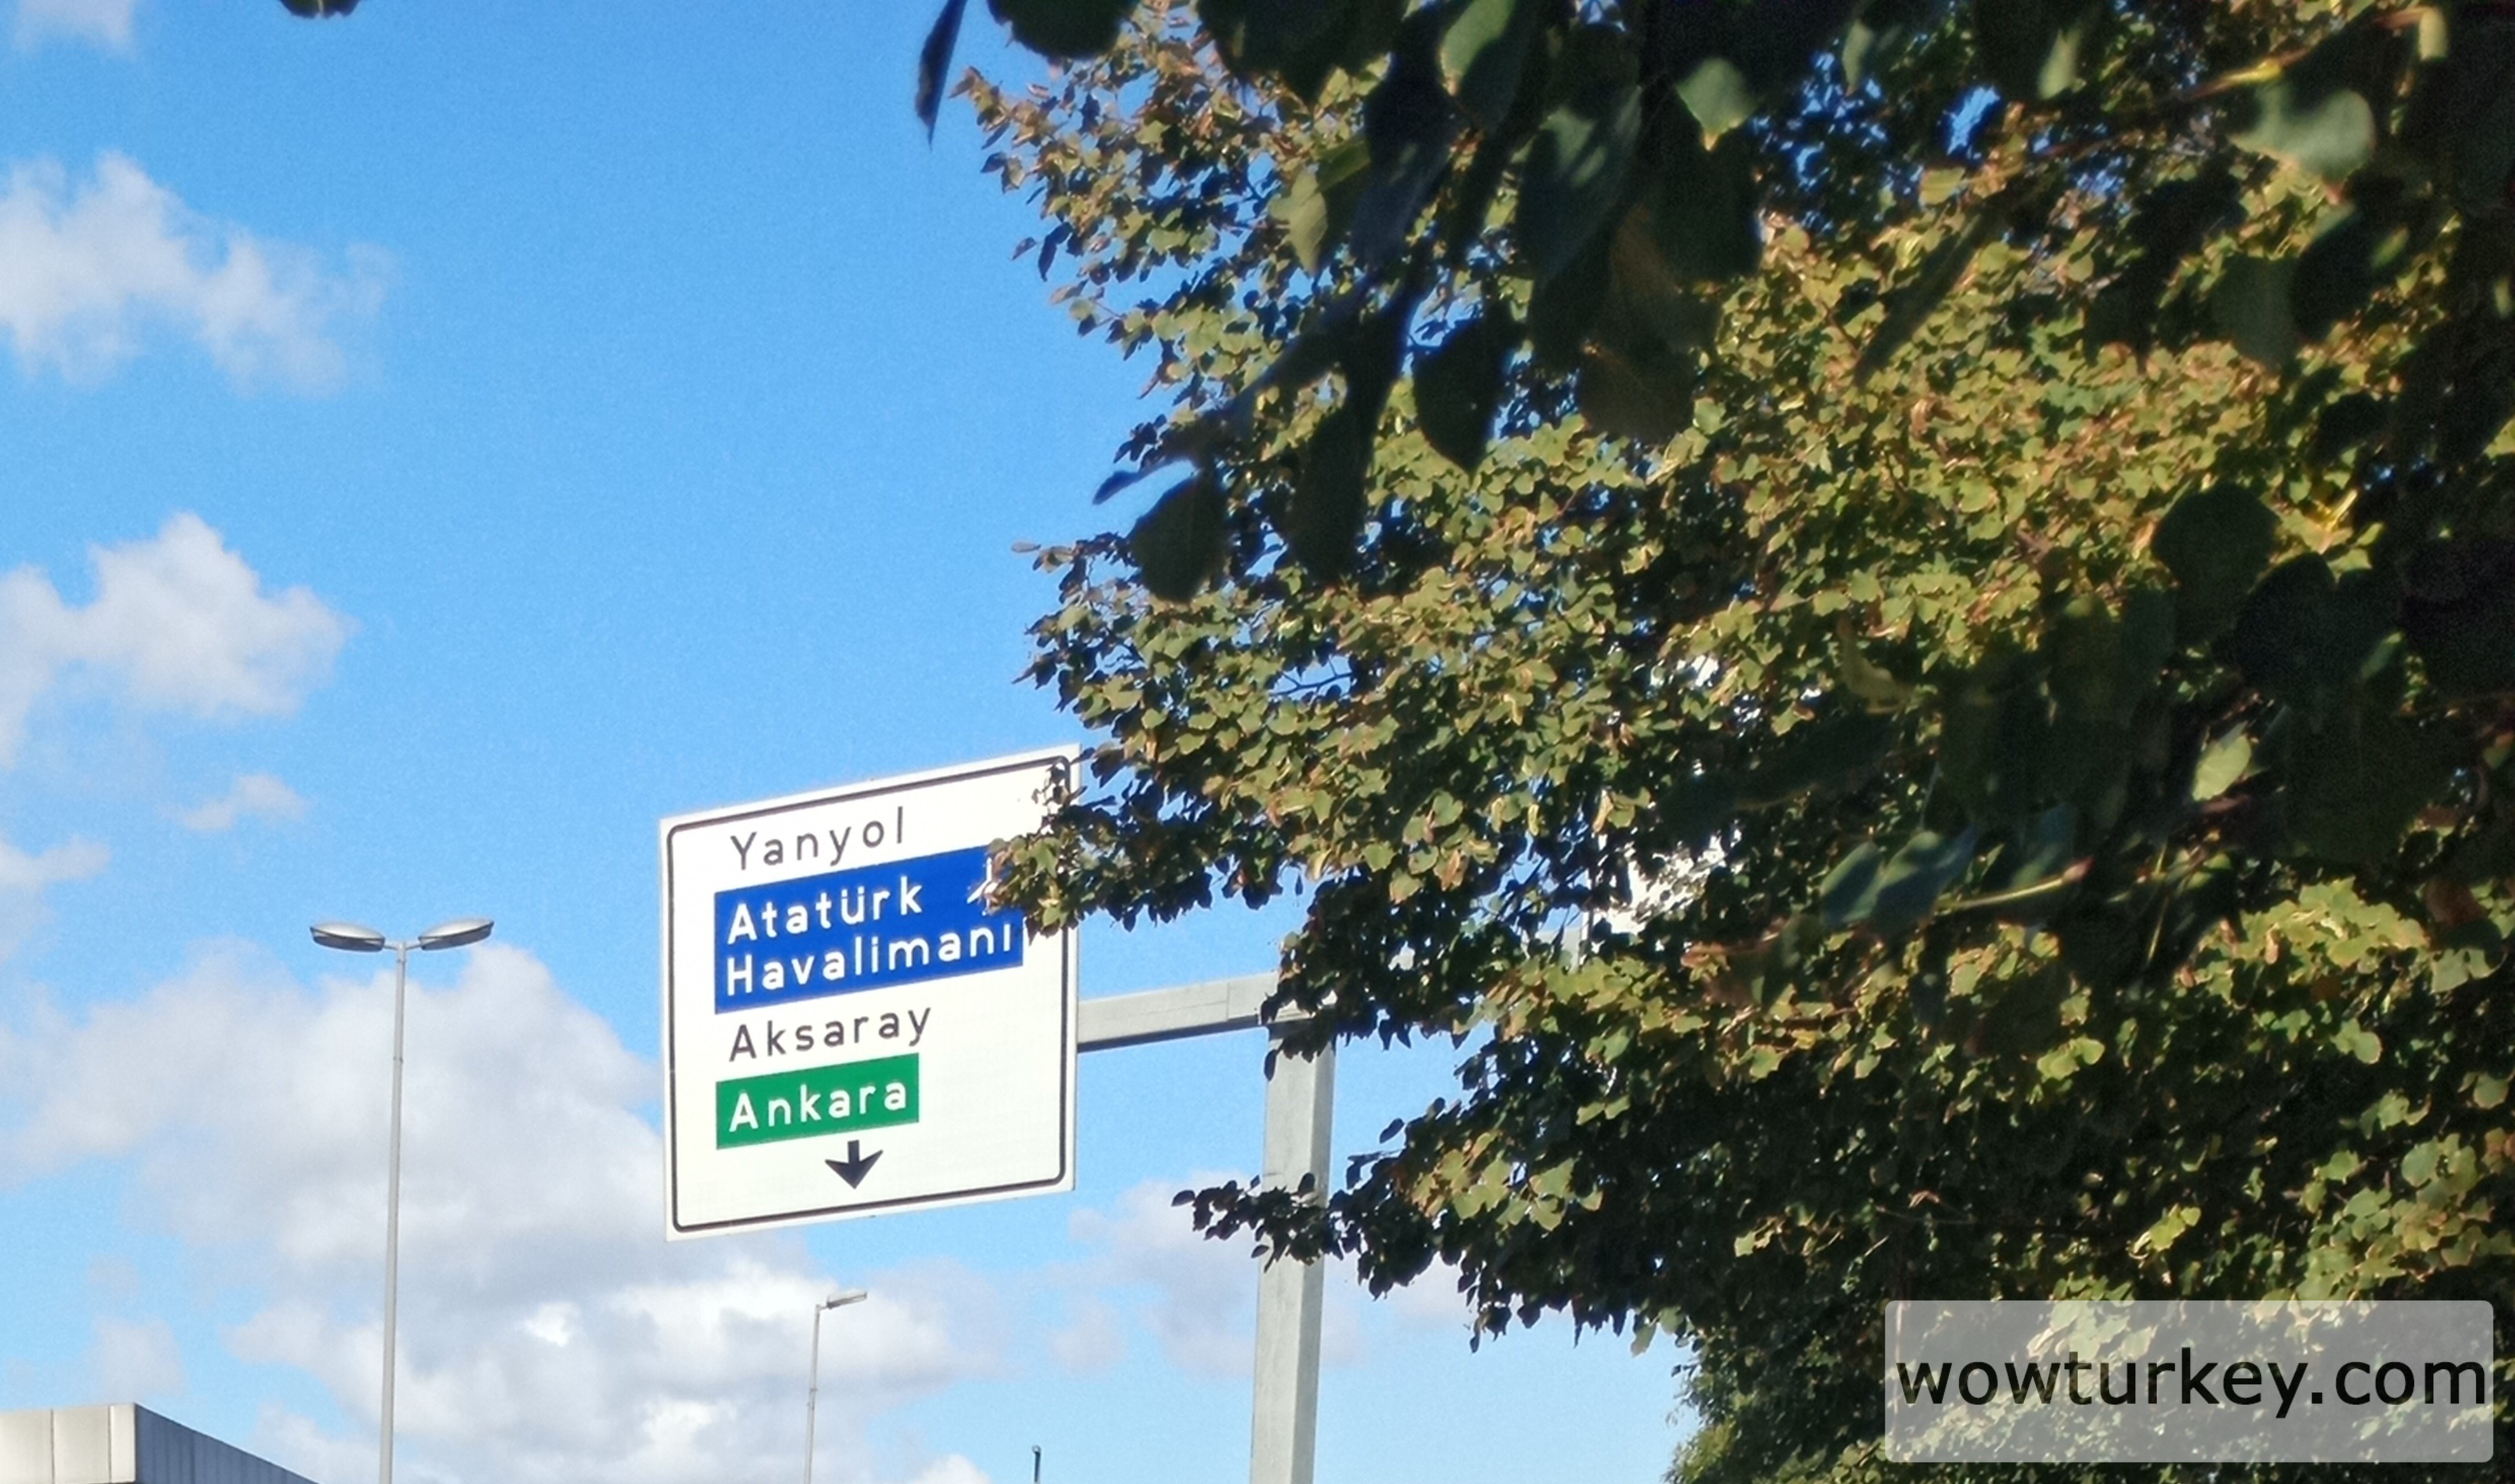 Yanyol
Atatürk
Havalimanı
Aksaray
Ankara
wowturkey.com